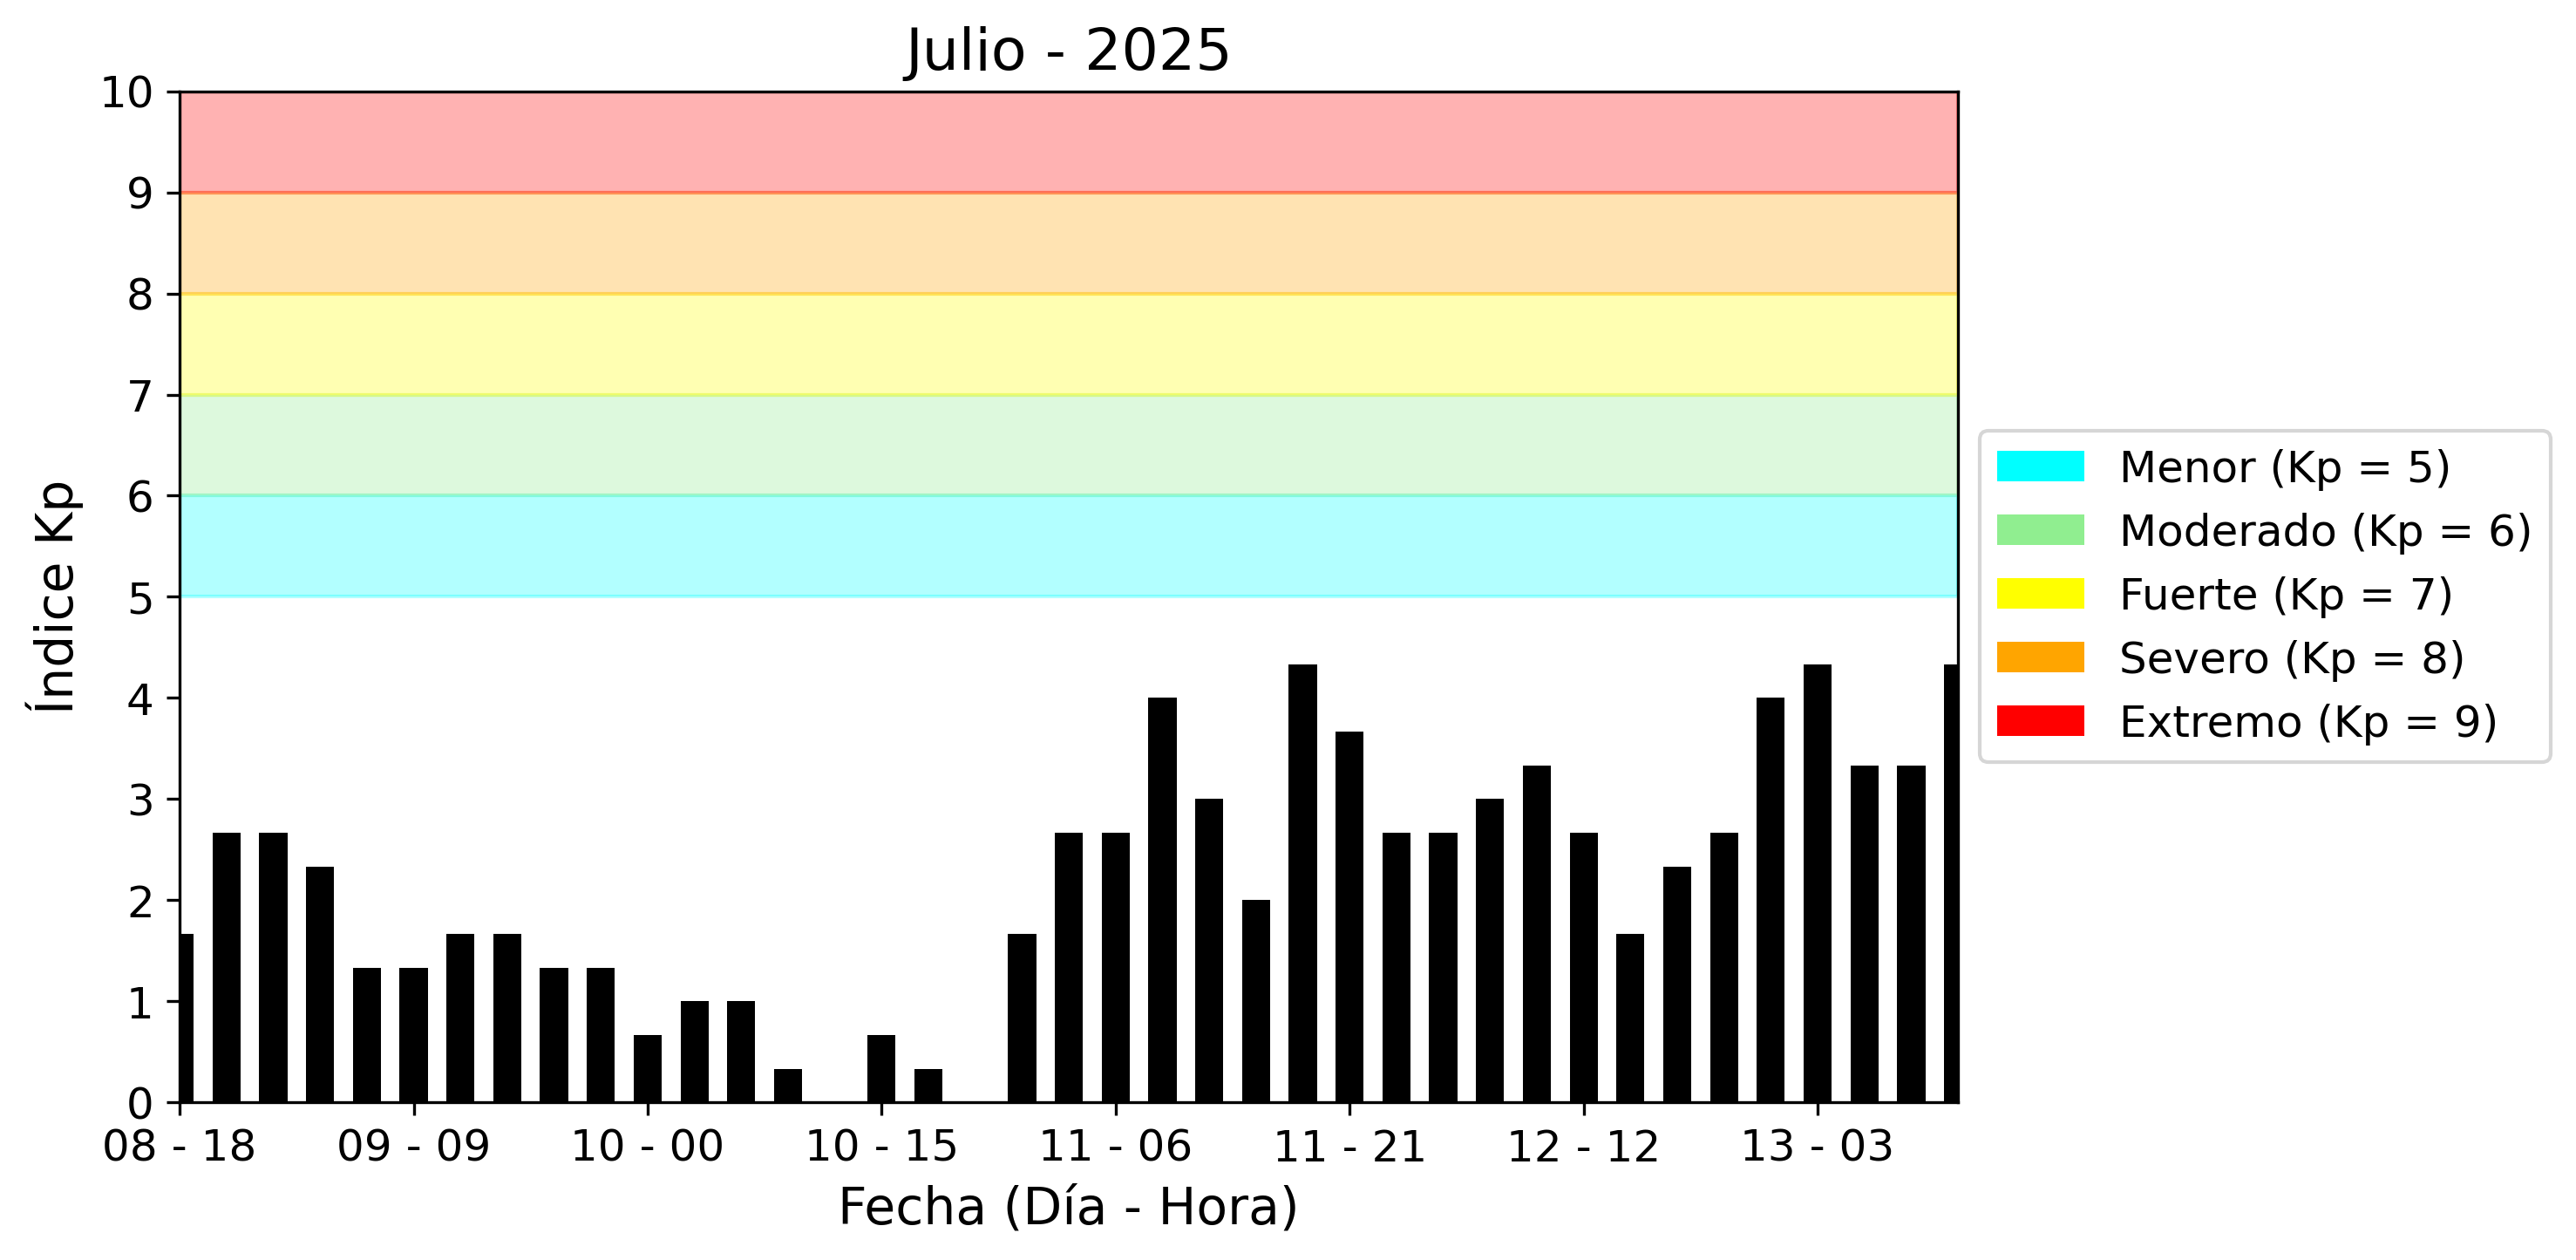 Julio - 2025
10
9
8
7
6
5
4
3
2
1
0
Índice Kp
08 - 18
09 - 09
10 - 00
10 - 15
11 - 06
11 - 21
12 - 12
13 - 03
Fecha (Día - Hora)
Menor (Kp = 5)
Moderado (Kp = 6)
Fuerte (Kp = 7)
Severo (Kp = 8)
Extremo (Kp = 9)